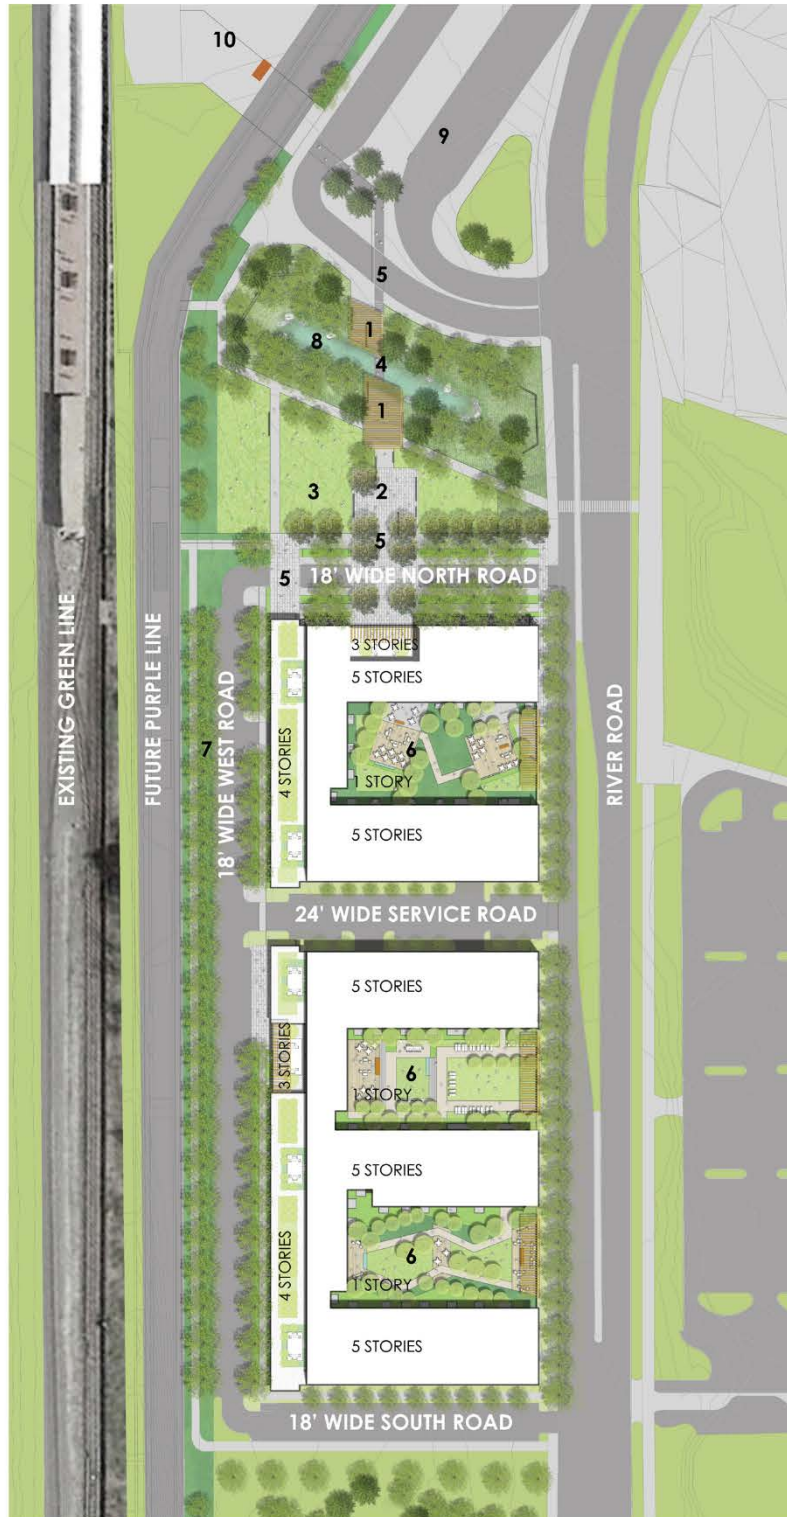 10
9
5
1
8
4
1
3
2
5
5
18' WIDE NORTH ROAD
3 STORIES
5 STORIES
EXISTING GREEN LINE
FUTURE PURPLE LINE
7
18' WIDE WEST ROAD
4 STORIES
6
1 STORY
RIVER ROAD
5 STORIES
24' WIDE SERVICE ROAD
5 STORIES
3 STORIES
6
1 STORY
5 STORIES
4 STORIES
6
1 STORY
5 STORIES
18' WIDE SOUTH ROAD